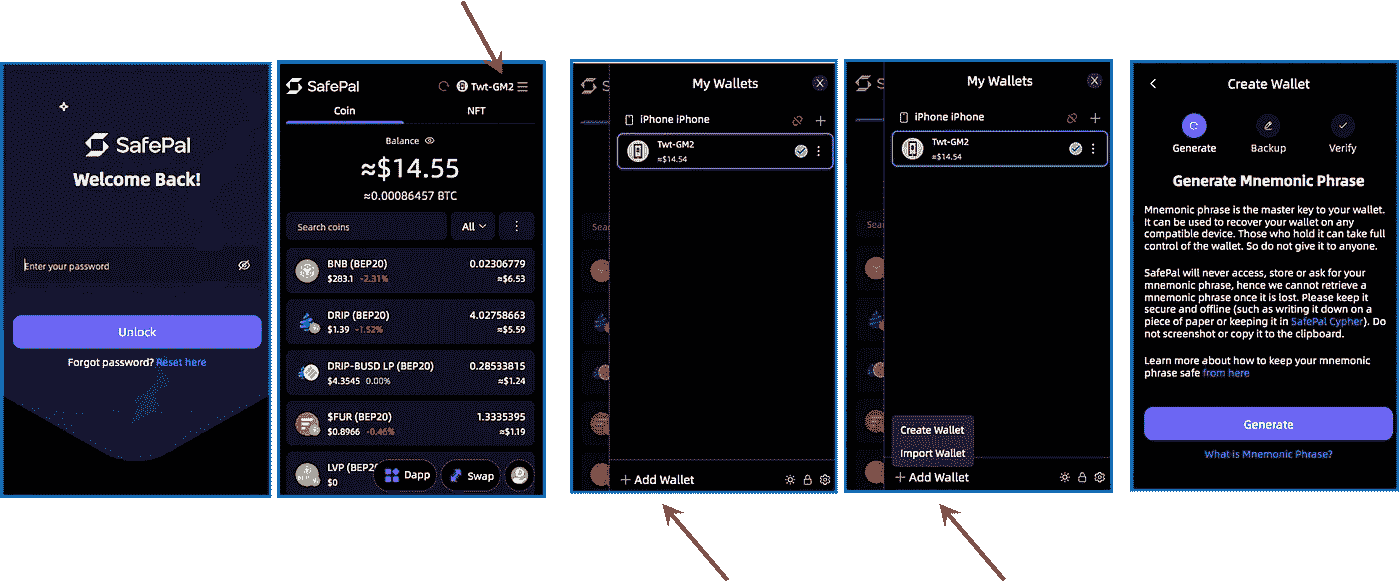 SafePal
Welcome Back!
Enter your password
Unlock
Forgot password? Reset here
SafePal
Twt-GM2
Coin NFT
Balance
≈$14.55
≈0.00086457 BTC
Search coins All
BNB (BEP20) 0.02306779
$283.1 -2.31% ≈$6.53
DRIP (BEP20) 4.02758663
$1.39 -1.52% ≈$5.59
DRIP-BUSD LP (BEP20) 0.28533815
$4.3545 0.00% ≈$1.24
$FUR (BEP20) 1.3335395
$0.8966 -0.46% ≈$1.19
LVP (BEP2
$0
Dapp Swap
S
My Wallets
iPhone iPhone
Twt-GM2
≈$14.54
Sea
+ Add Wallet
S
My Wallets
iPhone iPhone
Twt-GM2
≈$14.54
Sea
Create Wallet
Import Wallet
+ Add Wallet
Create Wallet
Generate Backup Verify
Generate Mnemonic Phrase
Mnemonic phrase is the master key to your wallet.
It can be used to recover your wallet on any
compatible device. Those who hold it can take full
control of the wallet. So do not give it to anyone.
SafePal will never access, store or ask for your
mnemonic phrase, hence we cannot retrieve a
mnemonic phrase once it is lost. Please keep it
secure and offline (such as writing it down on a
piece of paper or keeping it in SafePal Cypher). Do
not screenshot or copy it to the clipboard.
Learn more about how to keep your mnemonic
phrase safe from here
Generate
What is Mnemonic Phrase?